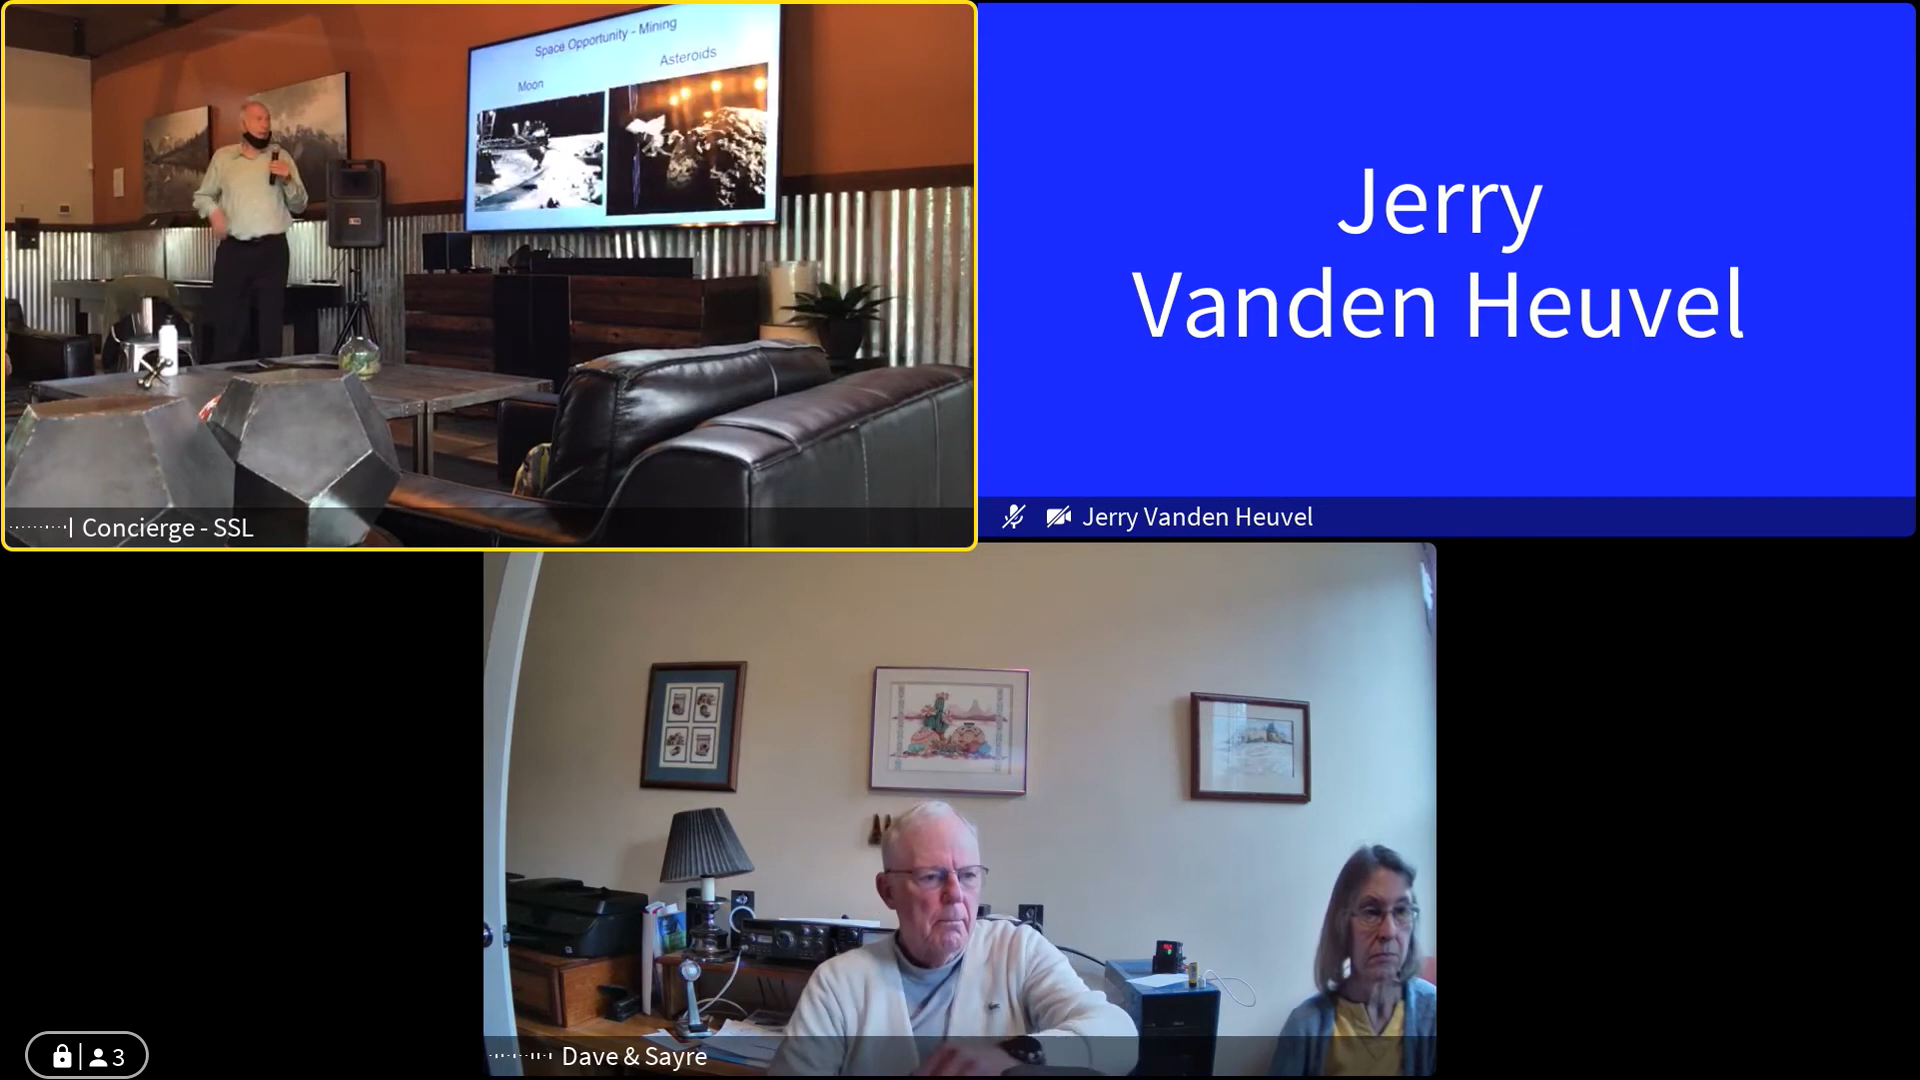 Space Opportunity - Mining
Moon
Asteroids
Concierge - SSL
Jerry
Vanden Heuvel
Jerry Vanden Heuvel
Dave & Sayre
3